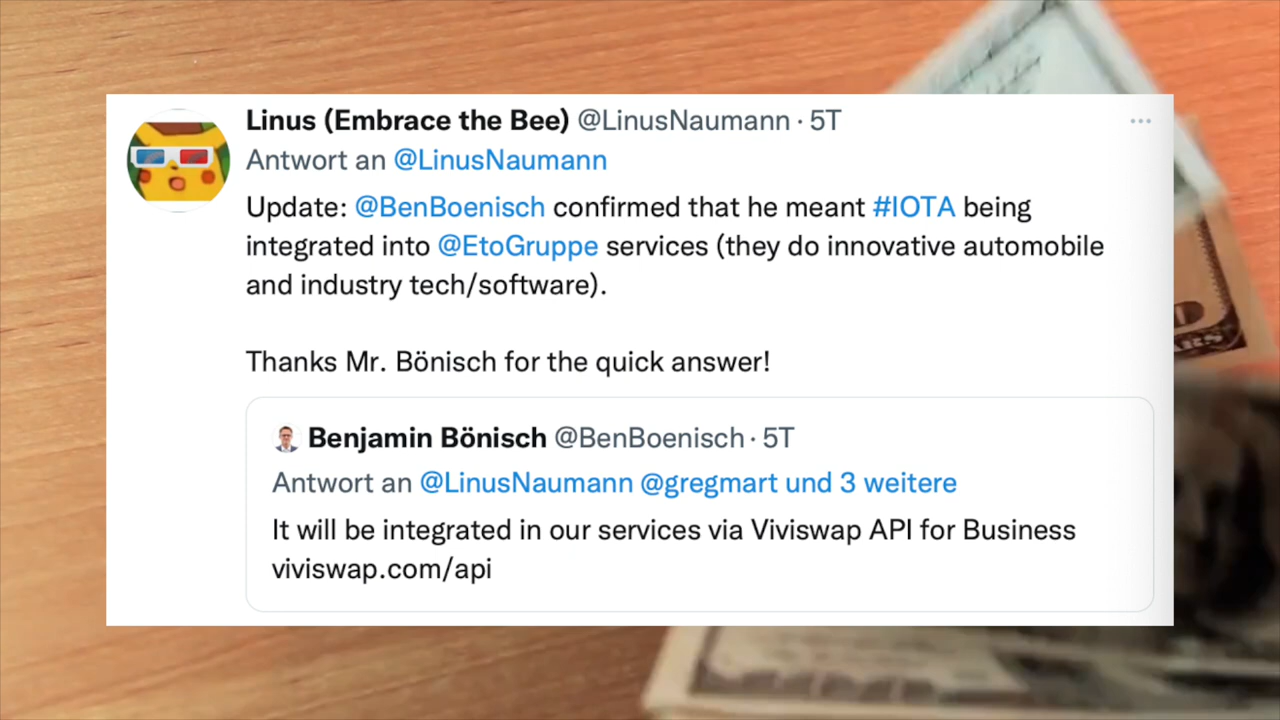 Linus (Embrace the Bee) @LinusNaumann · 5T
Antwort an @LinusNaumann
Update: @BenBoenisch confirmed that he meant #IOTA being
integrated into @EtoGruppe services (they do innovative automobile
and industry tech/software).
Thanks Mr. Bönisch for the quick answer!
Benjamin Bönisch @BenBoenisch · 5T
Antwort an @LinusNaumann @gregmart und 3 weitere
It will be integrated in our services via Viviswap API for Business
viviswap.com/api